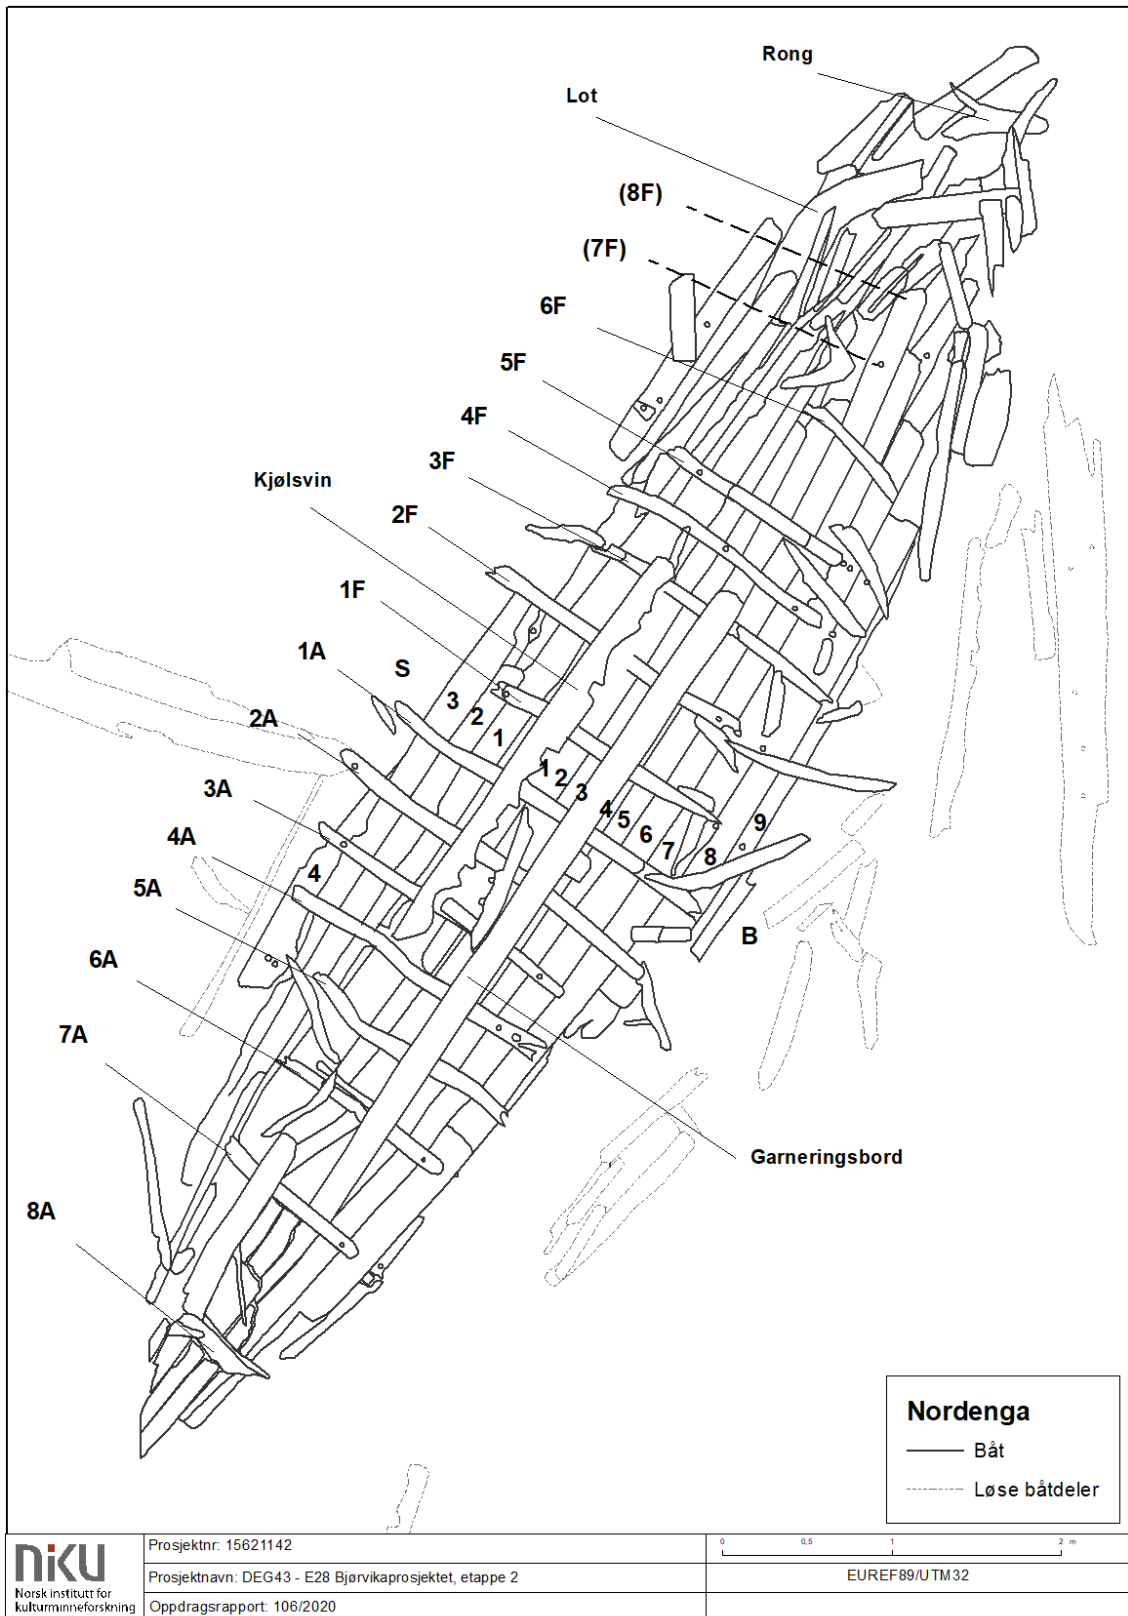 Rong
Lot
(8F)
(7F)
6F
5F
4F
3F
Kjølsvin
2F
1F
1A
S
3
2
1
2A
3A
1
2
3
4
5
6
7
8
9
4A
4
5A
B
6A
7A
Garneringsbord
8A
Nordenga
Båt
Løse båtdeler
niku
Norsk institutt for
kulturminneforskning
Prosjektnr: 15621142
Prosjektnavn: DEG43 - E28 Bjørvikaprosjektet, etappe 2
Oppdragsrapport: 106/2020
0 0,5 1 2 m
EUREF89/UTM32